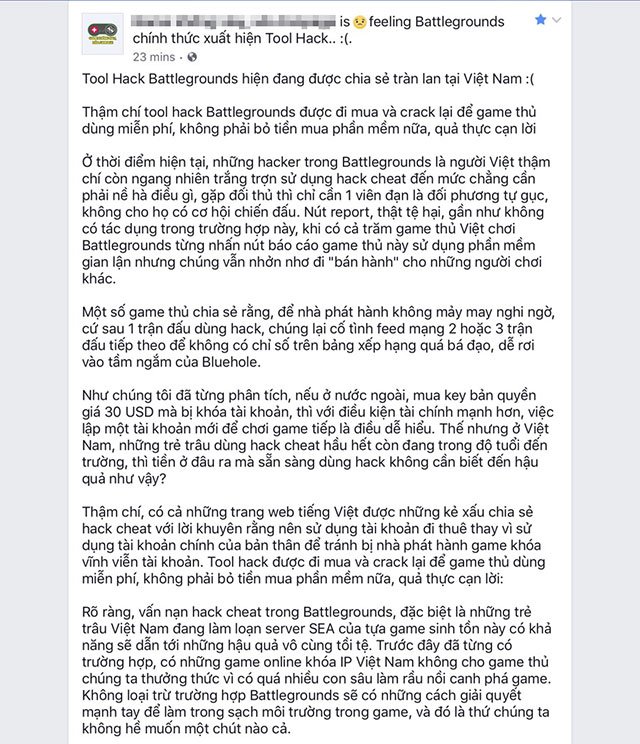 is feeling Battlegrounds
chính thức xuất hiện Tool Hack.. :(.
23 mins ·
Tool Hack Battlegrounds hiện đang được chia sẻ tràn lan tại Việt Nam :(
Thậm chí tool hack Battlegrounds được đi mua và crack lại để game thủ
dùng miễn phí, không phải bỏ tiền mua phần mềm nữa, quả thực cạn lời
Ở thời điểm hiện tại, những hacker trong Battlegrounds là người Việt thậm
chí còn ngang nhiên trắng trợn sử dụng hack cheat đến mức chẳng cần
phải nề hà điều gì, gặp đối thủ thì chỉ cần 1 viên đạn là đối phương tự gục,
không cho họ có cơ hội chiến đấu. Nút report, thật tệ hại, gần như không
có tác dụng trong trường hợp này, khi có cả trăm game thủ Việt chơi
Battlegrounds từng nhấn nút báo cáo game thủ này sử dụng phần mềm
gian lận nhưng chúng vẫn nhởn nhơ đi "bán hành" cho những người chơi
khác.
Một số game thủ chia sẻ rằng, để nhà phát hành không mảy may nghi ngờ,
cứ sau 1 trận đấu dùng hack, chúng lại cố tình feed mạng 2 hoặc 3 trận
đấu tiếp theo để không có chỉ số trên bảng xếp hạng quá bá đạo, dễ rơi
vào tầm ngắm của Bluehole.
Như chúng tôi đã từng phân tích, nếu ở nước ngoài, mua key bản quyền
giá 30 USD mà bị khóa tài khoản, thì với điều kiện tài chính mạnh hơn, việc
lập một tài khoản mới để chơi game tiếp là điều dễ hiểu. Thế nhưng ở Việt
Nam, những trẻ trâu dùng hack cheat hầu hết còn đang trong độ tuổi đến
trường, thì tiền ở đâu ra mà sẵn sàng dùng hack không cần biết đến hậu
quả như vậy?
Thậm chí, có cả những trang web tiếng Việt được những kẻ xấu chia sẻ
hack cheat với lời khuyên rằng nên sử dụng tài khoản đi thuê thay vì sử
dụng tài khoản chính của bản thân để tránh bị nhà phát hành game khóa
vĩnh viễn tài khoản. Tool hack được đi mua và crack lại để game thủ dùng
miễn phí, không phải bỏ tiền mua phần mềm nữa, quả thực cạn lời:
Rõ ràng, vấn nạn hack cheat trong Battlegrounds, đặc biệt là những trẻ
trâu Việt Nam đang làm loạn server SEA của tựa game sinh tồn này có khả
năng sẽ dẫn tới những hậu quả vô cùng tồi tệ. Trước đây đã từng có
trường hợp, có những game online khóa IP Việt Nam không cho game thủ
chúng ta thưởng thức vì có quá nhiều con sâu làm rầu nồi canh phá game.
Không loại trừ trường hợp Battlegrounds sẽ có những cách giải quyết
mạnh tay để làm trong sạch môi trường trong game, và đó là thứ chúng ta
không hề muốn một chút nào cả.